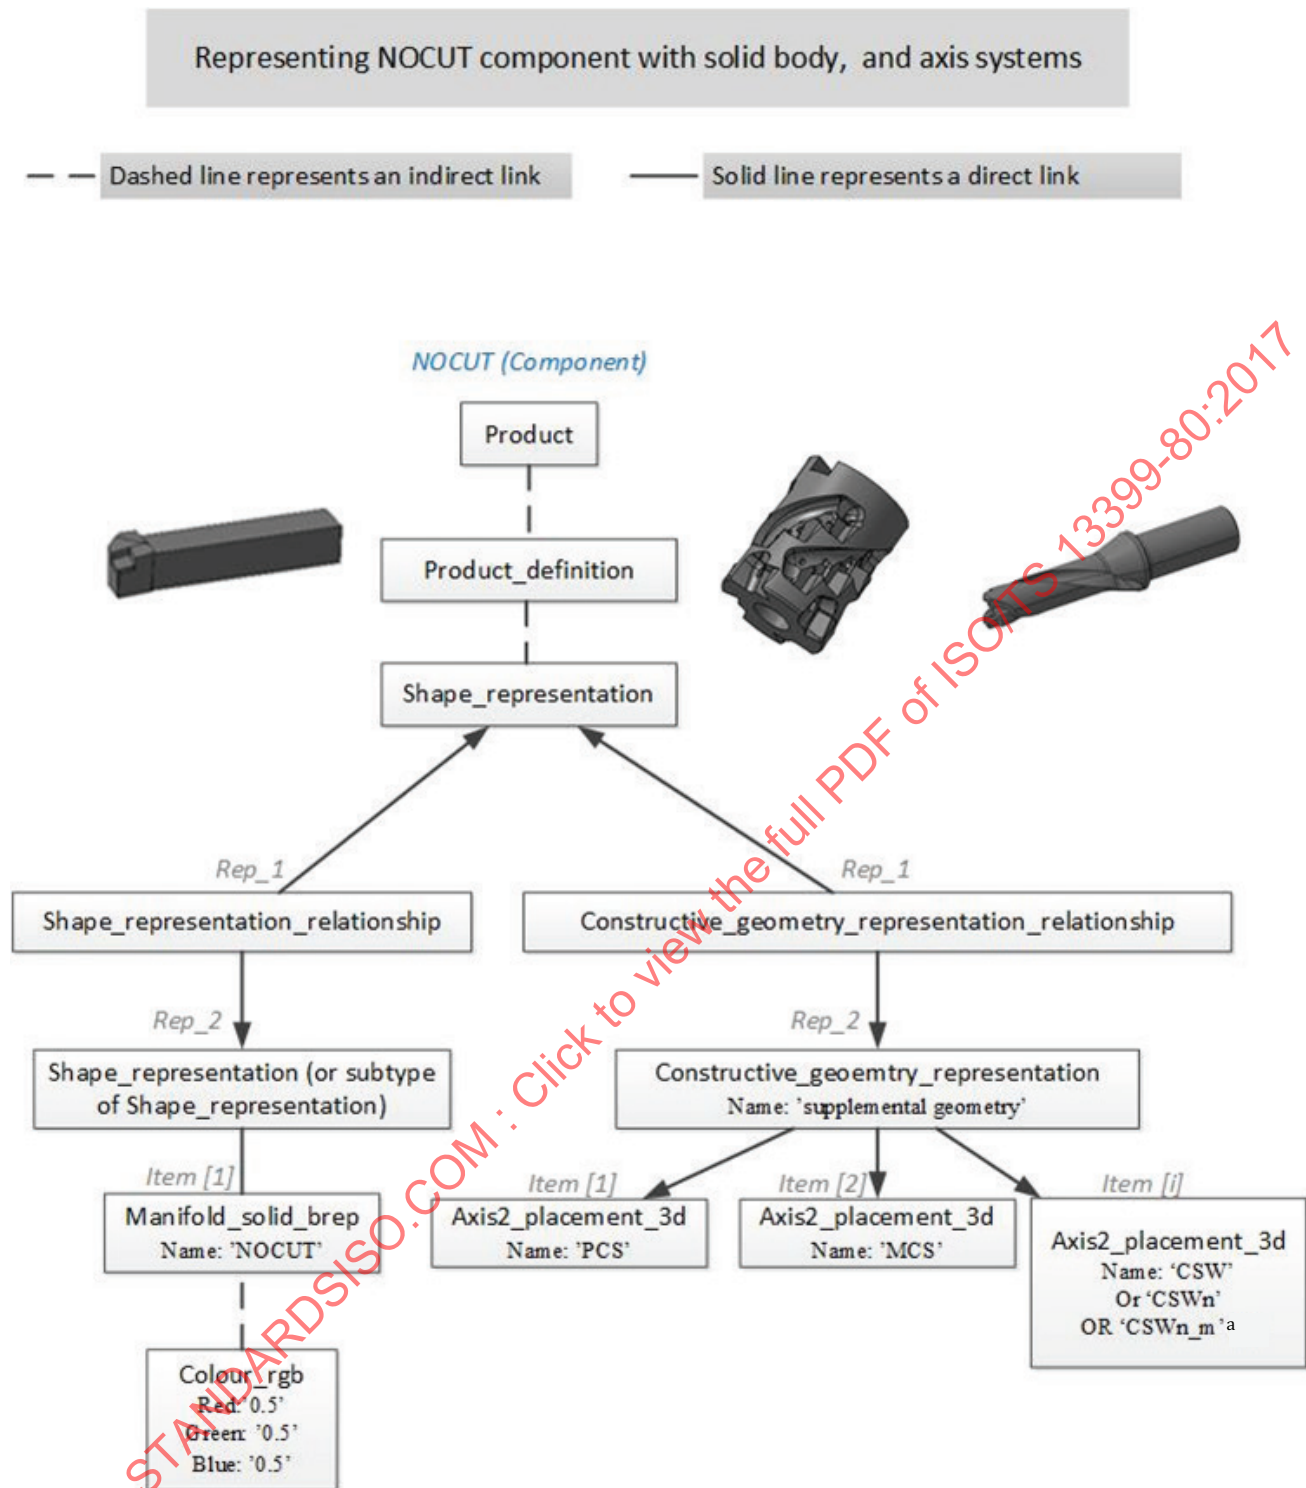 Representing NOCUT component with solid body, and axis systems
Dashed line represents an indirect link
Solid line represents a direct link
NOCUT (Component)
Product
Product_definition
Shape_representation
Rep_1
Rep_1
Shape_representation_relationship
Constructive_geometry_representation_relationship
Rep_2
Rep_2
Shape_representation (or subtype
of Shape_representation)
Constructive_geoemtry_representation
Name: 'supplemental geometry'
Item [1]
Item [1]
Item [2]
Item [i]
Manifold_solid_brep
Name: 'NOCUT'
Axis2_placement_3d
Name: 'PCS'
Axis2_placement_3d
Name: 'MCS'
Axis2_placement_3d
Name: 'CSW'
Or 'CSWn'
OR 'CSWn_m' a
Colour_rgb
Red: '0.5'
Green: '0.5'
Blue: '0.5'
STANDARDSISO.COM : Click to view the full PDF of ISO/TS 13399-80:2017